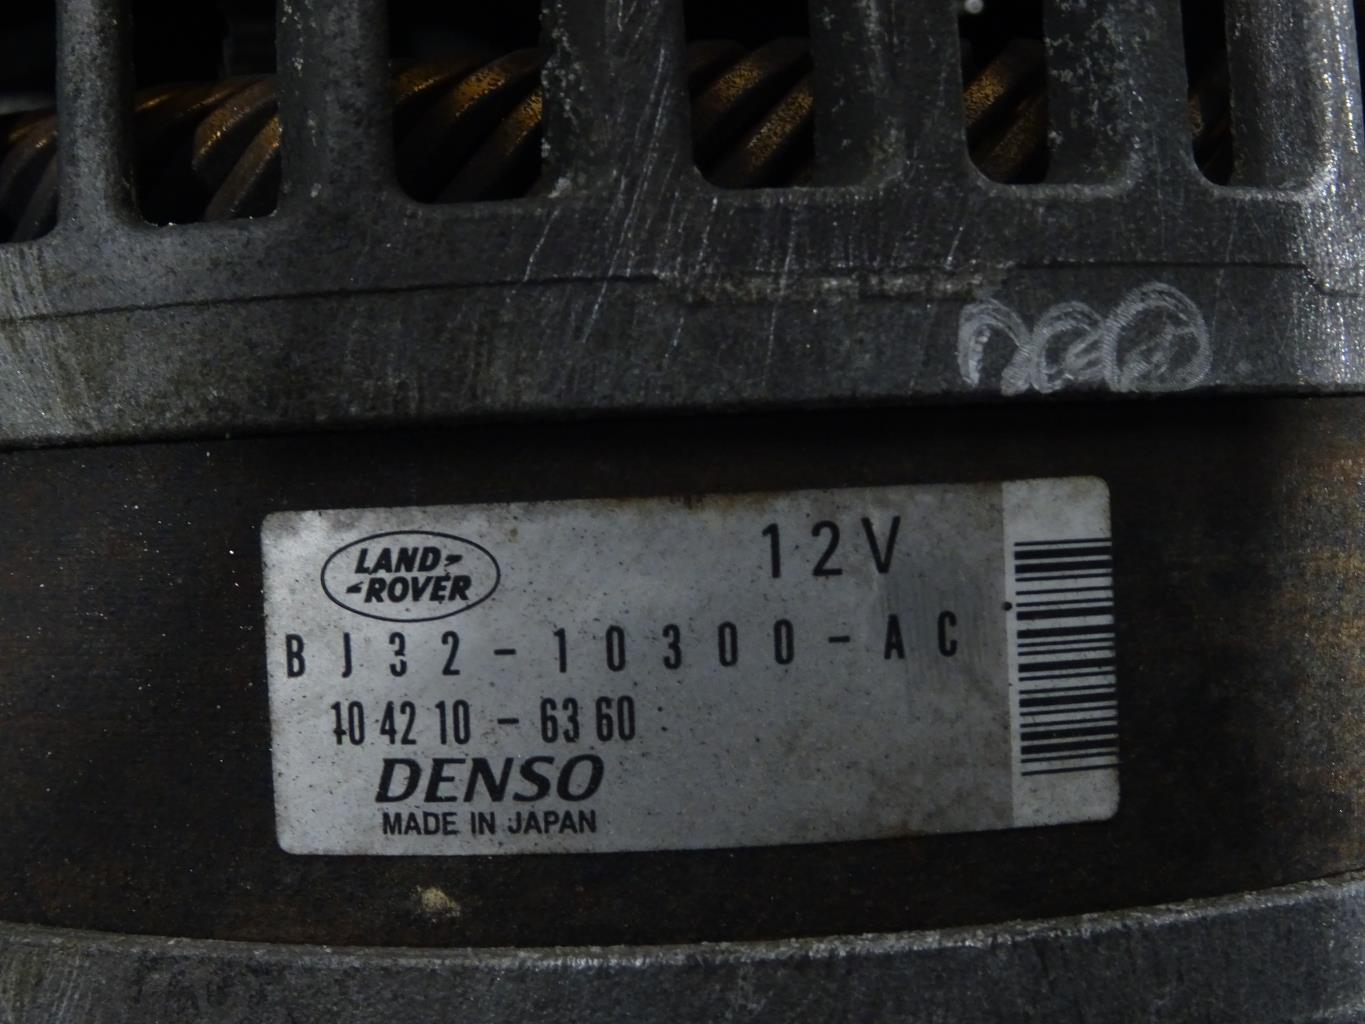 LAND-
-ROVER
12V
BJ32-10300-AC
104210-6360
DENSO
MADE IN JAPAN